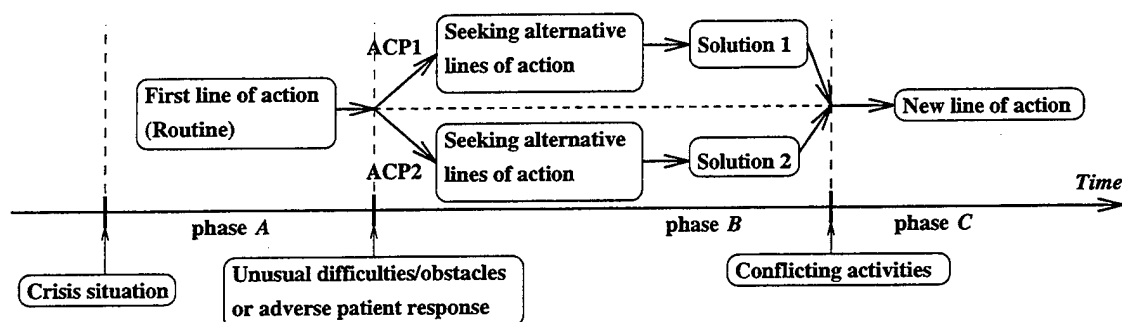 ACP1
Seeking alternative
lines of action
Solution 1
First line of action
(Routine)
New line of action
ACP2
Seeking alternative
lines of action
Solution 2
Time
phase A
phase B
phase C
Crisis situation
Unusual difficulties/obstacles
or adverse patient response
Conflicting activities